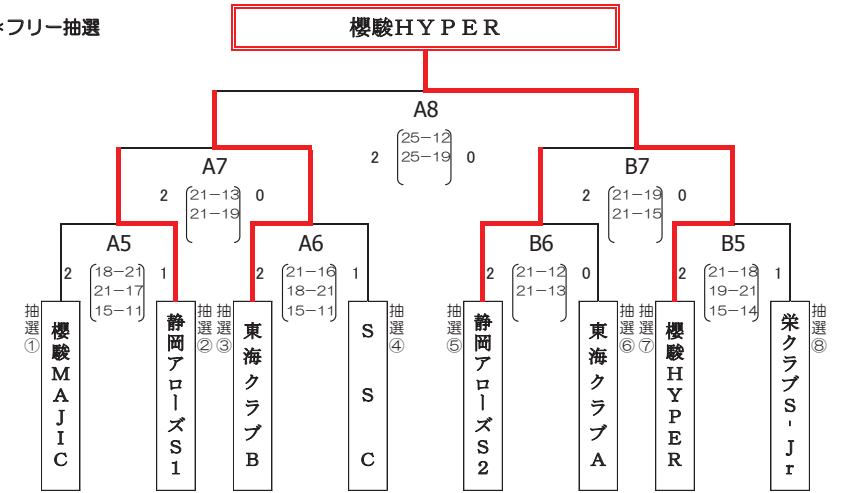 *フリー抽選
櫻駿HYPER
A8
2 25-12 0
25-19
A7
2 21-13 0
21-19
B7
2 21-19 0
21-15
A5
2 18-21 1
21-17
15-11
A6
2 21-16 1
18-21
15-11
B6
2 21-12 0
21-13
B5
2 21-18 1
19-21
15-14
抽選①
櫻駿MAJIC
静岡アローズS1
抽選②
抽選③
東海クラブB
SSC
抽選④
抽選⑤
静岡アローズS2
東海クラブA
抽選⑥
抽選⑦
櫻駿HYPER
栄クラブS-Jr
抽選⑧